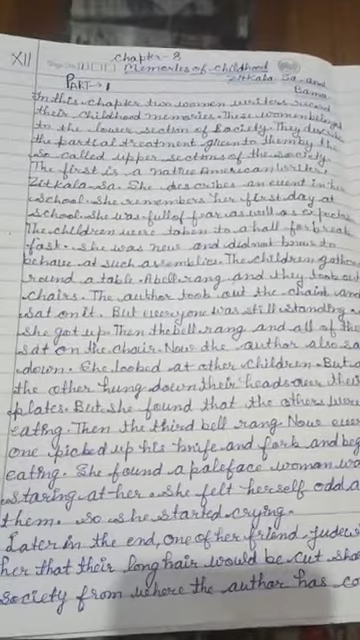 XII
Chapter - 8
Memories of Childhood
Zitkala Sa. and
Bama
PART → 1
In this chapter two women writers record
their childhood memories. These women belong
to the lower section of Society. They describe
the partial treatment given to them by the
so called upper sections of the society.
The first is a native American writer,
Zitkala-Sa. She describes an event in her
school. She remembers her first day at
school. She was full of fear as well as
The children were taken to a hall for break
fast. She was new and did not know to
behave at such assemblies. The children gathe
round a table. A bell rang and they took out
chairs. The author took out the chair and
sat on it. But everyone was still standing.
she got up. Then the bell rang and all of the
sat on the chair. Now the author also sa
down. She looked at other children. But a
the other hung down their heads over their
plates. But she found that the others were
eating. Then the third bell rang. Now every
one picked up his knife and fork and beg
eating. She found a paleface woman wa
staring at her. She felt herself odd a
them. So she started crying.
Later in the end, one of her friend Judew
her that their long hair would be cut sho
society from where the author has co